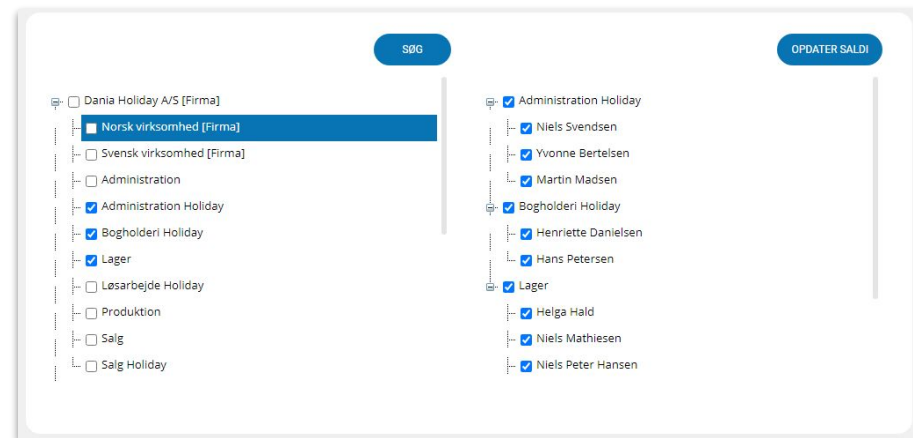 SØG
OPDATER SALDI
Dania Holiday A/S [Firma]
Norsk virksomhed [Firma]
Svensk virksomhed [Firma]
Administration
Administration Holiday
Bogholderi Holiday
Lager
Løsarbejde Holiday
Produktion
Salg
Salg Holiday
Administration Holiday
Niels Svendsen
Yvonne Bertelsen
Martin Madsen
Bogholderi Holiday
Henriette Danielsen
Hans Petersen
Lager
Helga Hald
Niels Mathiesen
Niels Peter Hansen